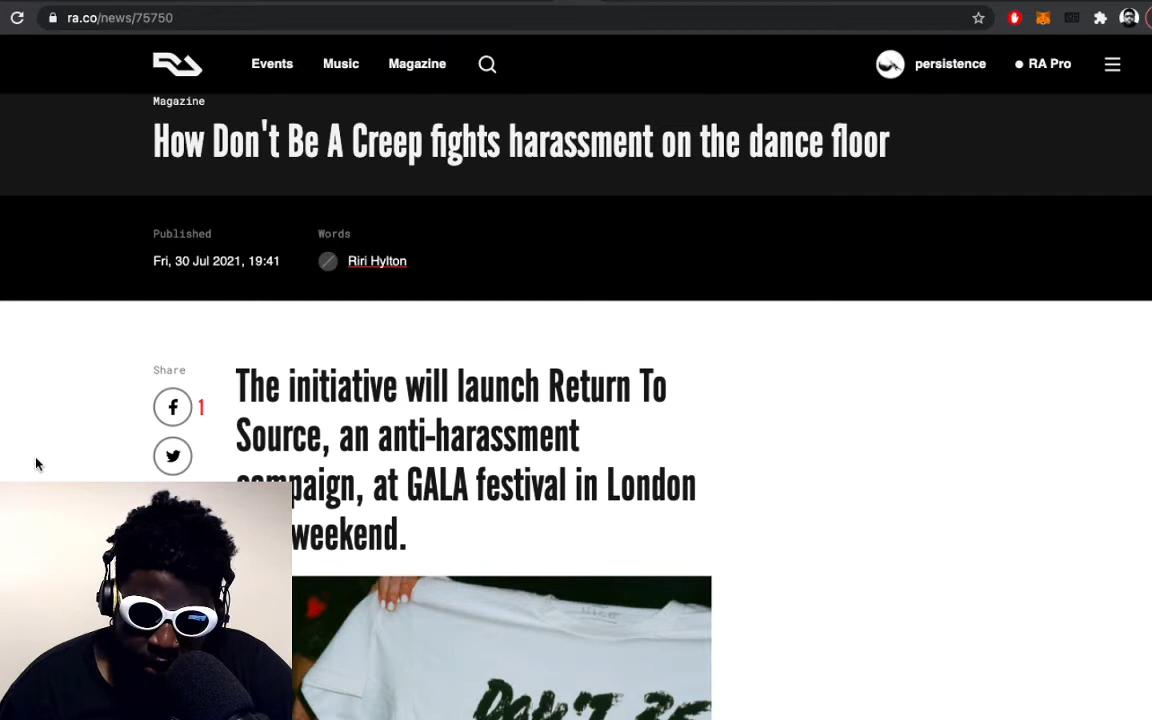 ra.co/news/75750
Events Music Magazine persistence RA Pro
Magazine
How Don't Be A Creep fights harassment on the dance floor
Published Words
Fri, 30 Jul 2021, 19:41 Riri Hylton
Share
1
The initiative will launch Return To
Source, an anti-harassment
campaign, at GALA festival in London
weekend.
DON'T BE